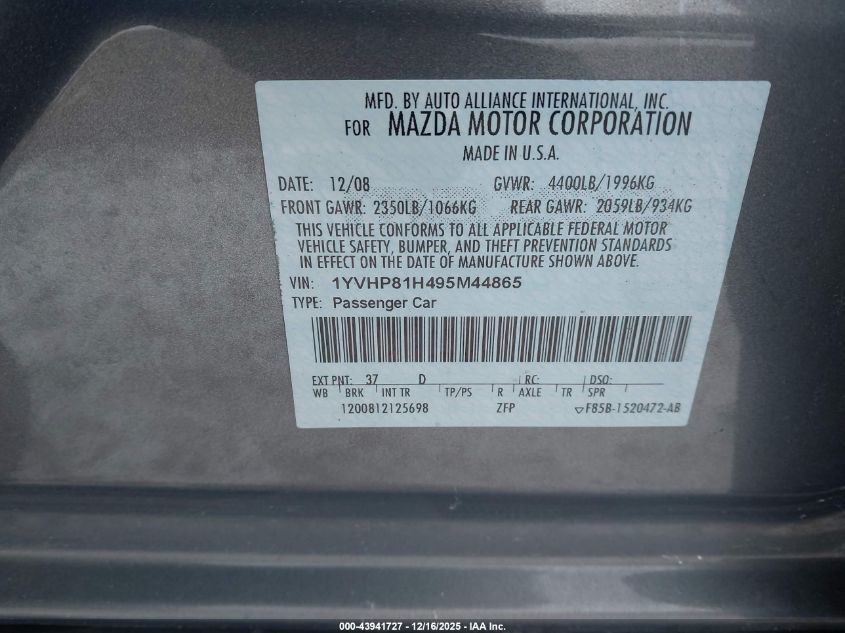 MFD. BY AUTO ALLIANCE INTERNATIONAL, INC.
FOR MAZDA MOTOR CORPORATION
MADE IN U.S.A.
DATE: 12/08 GVWR: 4400LB/1996KG
FRONT GAWR: 2350LB/1066KG REAR GAWR: 2059LB/934KG
THIS VEHICLE CONFORMS TO ALL APPLICABLE FEDERAL MOTOR
VEHICLE SAFETY, BUMPER, AND THEFT PREVENTION STANDARDS
IN EFFECT ON THE DATE OF MANUFACTURE SHOWN ABOVE.
VIN: 1YVHP81H495M44865
TYPE: Passenger Car
EXT PNT: 37 D RC: DSO:
WB BRK INT TR TP/PS R AXLE TR SPR
1200812125698 ZFP F85B-1520472-AB
000-43941727 - 12/16/2025 - IAA Inc.